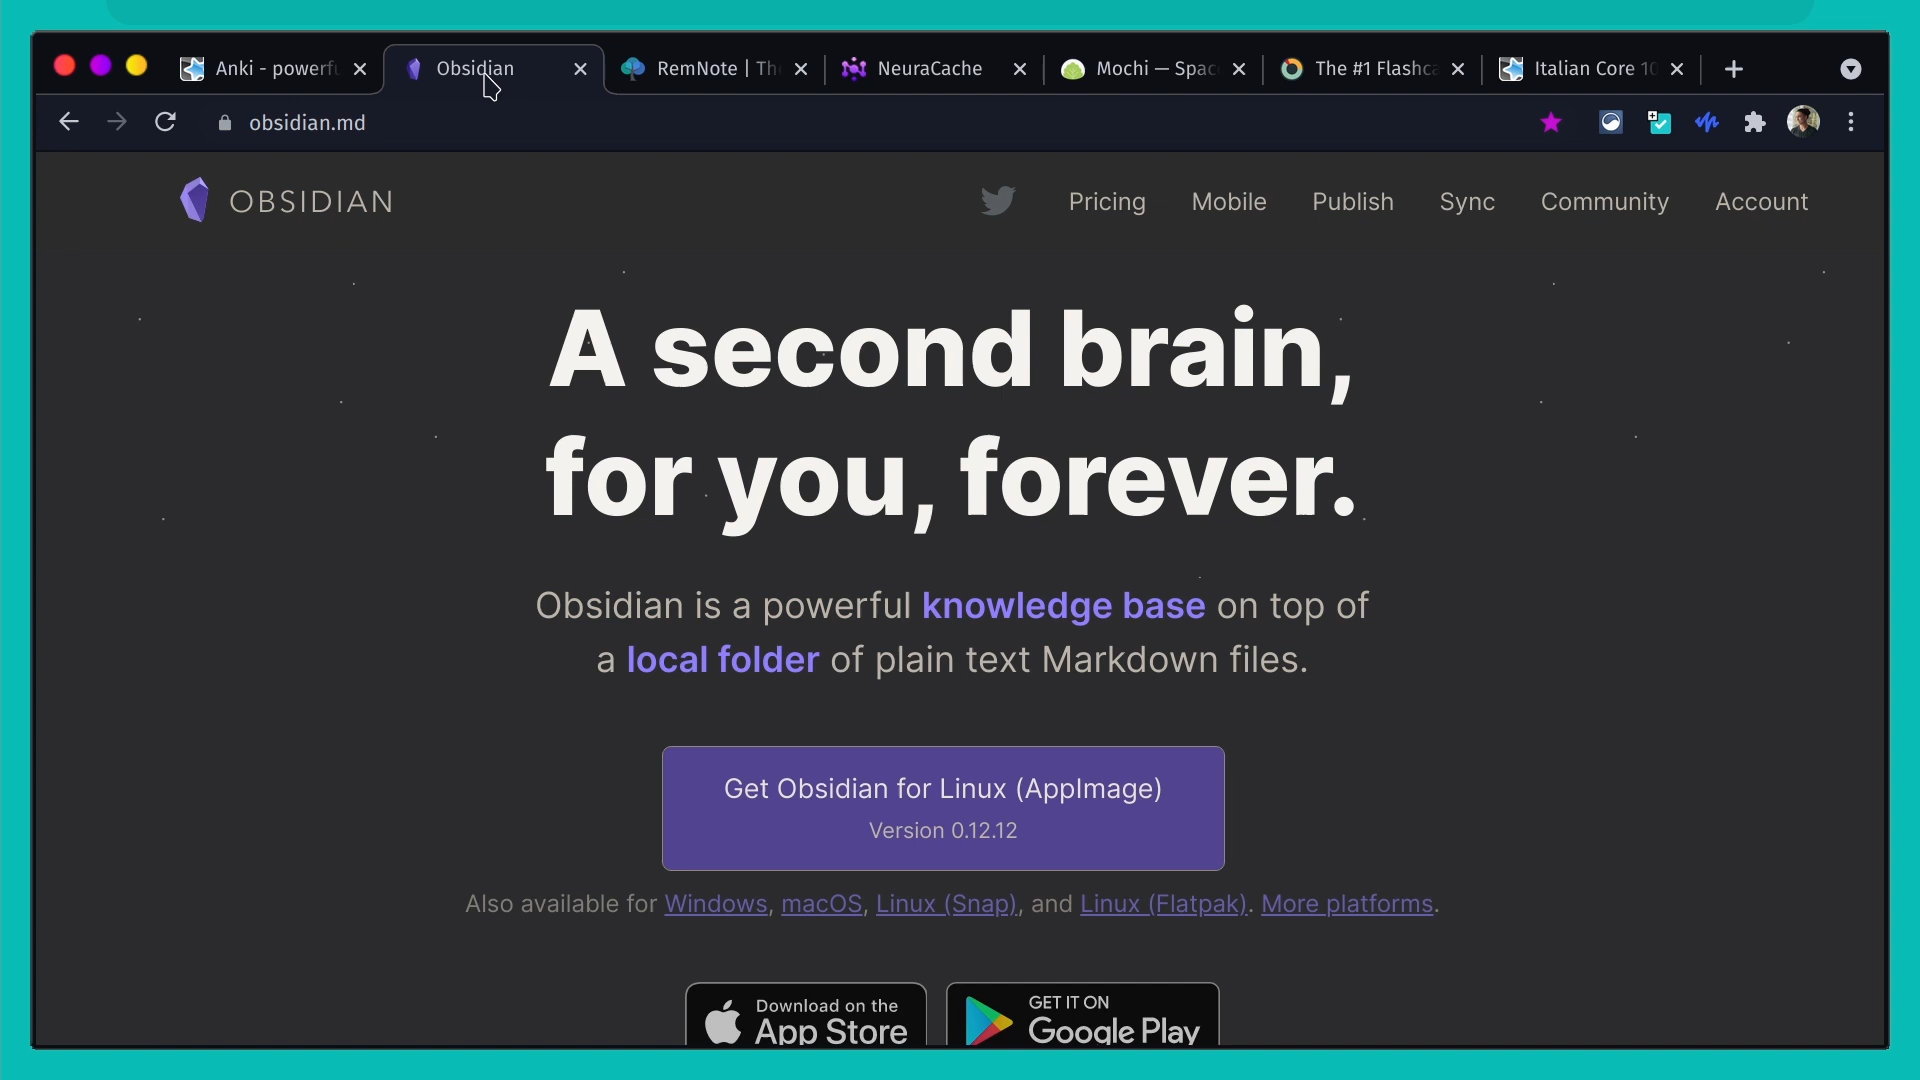 Anki - powerfu
Obsidian
RemNote | The
NeuraCache
Mochi — Spac
The #1 Flashca
Italian Core 10
obsidian.md
OBSIDIAN
Pricing
Mobile
Publish
Sync
Community
Account
A second brain,
for you, forever.
Obsidian is a powerful knowledge base on top of
a local folder of plain text Markdown files.
Get Obsidian for Linux (AppImage)
Version 0.12.12
Also available for Windows, macOS, Linux (Snap), and Linux (Flatpak). More platforms.
Download on the
App Store
GET IT ON
Google Play